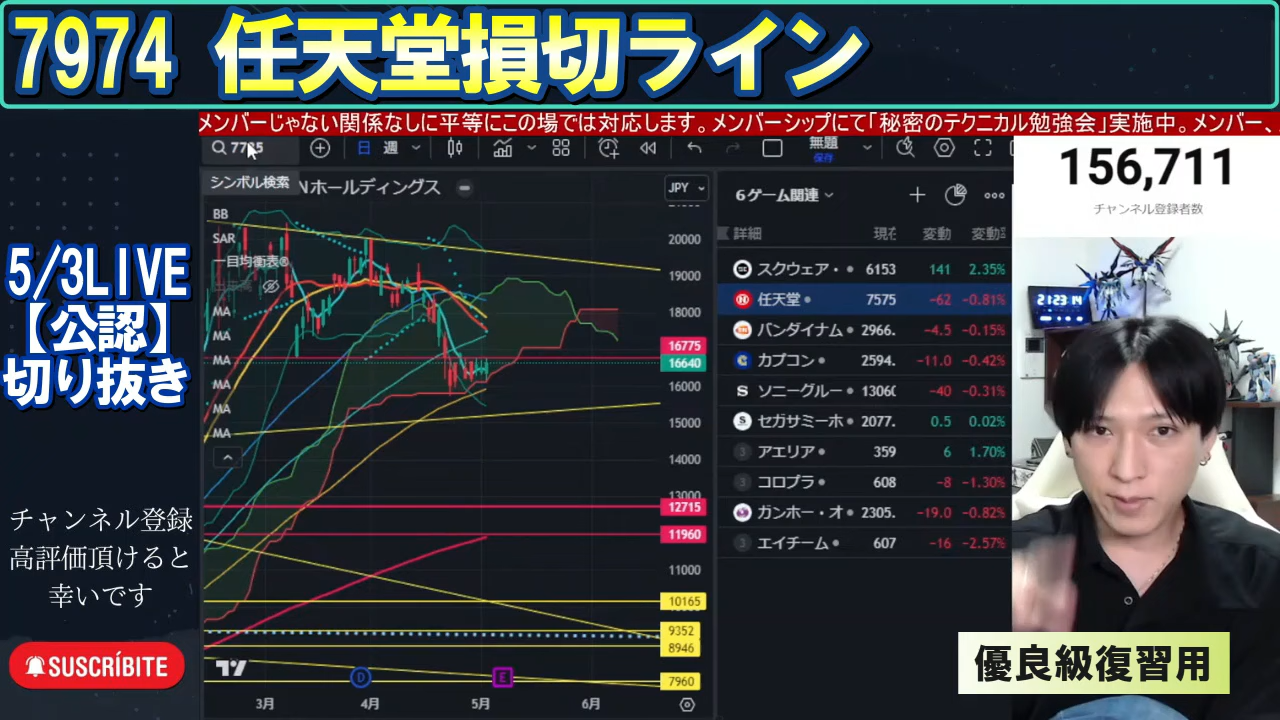 7974 任天堂損切ライン
メンバーじゃない関係なしに平等にこの場では対応します。メンバーシップにて「秘密のテクニカル勉強会」実施中。メンバー、
日 週
無題
保存
シンボル検索
Nホールディングス
JPY
BB
SAR
一目均衡表
MA
MA
MA
MA
MA
MA
20000
19000
18000
16775
16640
16000
15000
14000
13000
12715
11960
11000
10165
9352
8946
7960
3月 4月 5月 6月
D
E
6ゲーム関連
詳細 現在 変動 変動
スクウェア・ 6153 141 2.35%
任天堂 7575 −62 −0.81%
バンダイナム 2966. −4.5 −0.15%
カプコン 2594. −11.0 −0.42%
ソニーグルー 13060 −40 −0.31%
セガサミーホ 2077. 0.5 0.02%
アエリア 359 6 1.70%
コロプラ 608 −8 −1.30%
ガンホー・オ 2305. −19.0 −0.82%
エイチーム 607 −16 −2.57%
156,711
チャンネル登録者数
21:23 14
5/3LIVE
【公認】
切り抜き
チャンネル登録
高評価頂けると
幸いです
SUSCRÍBITE
優良級復習用